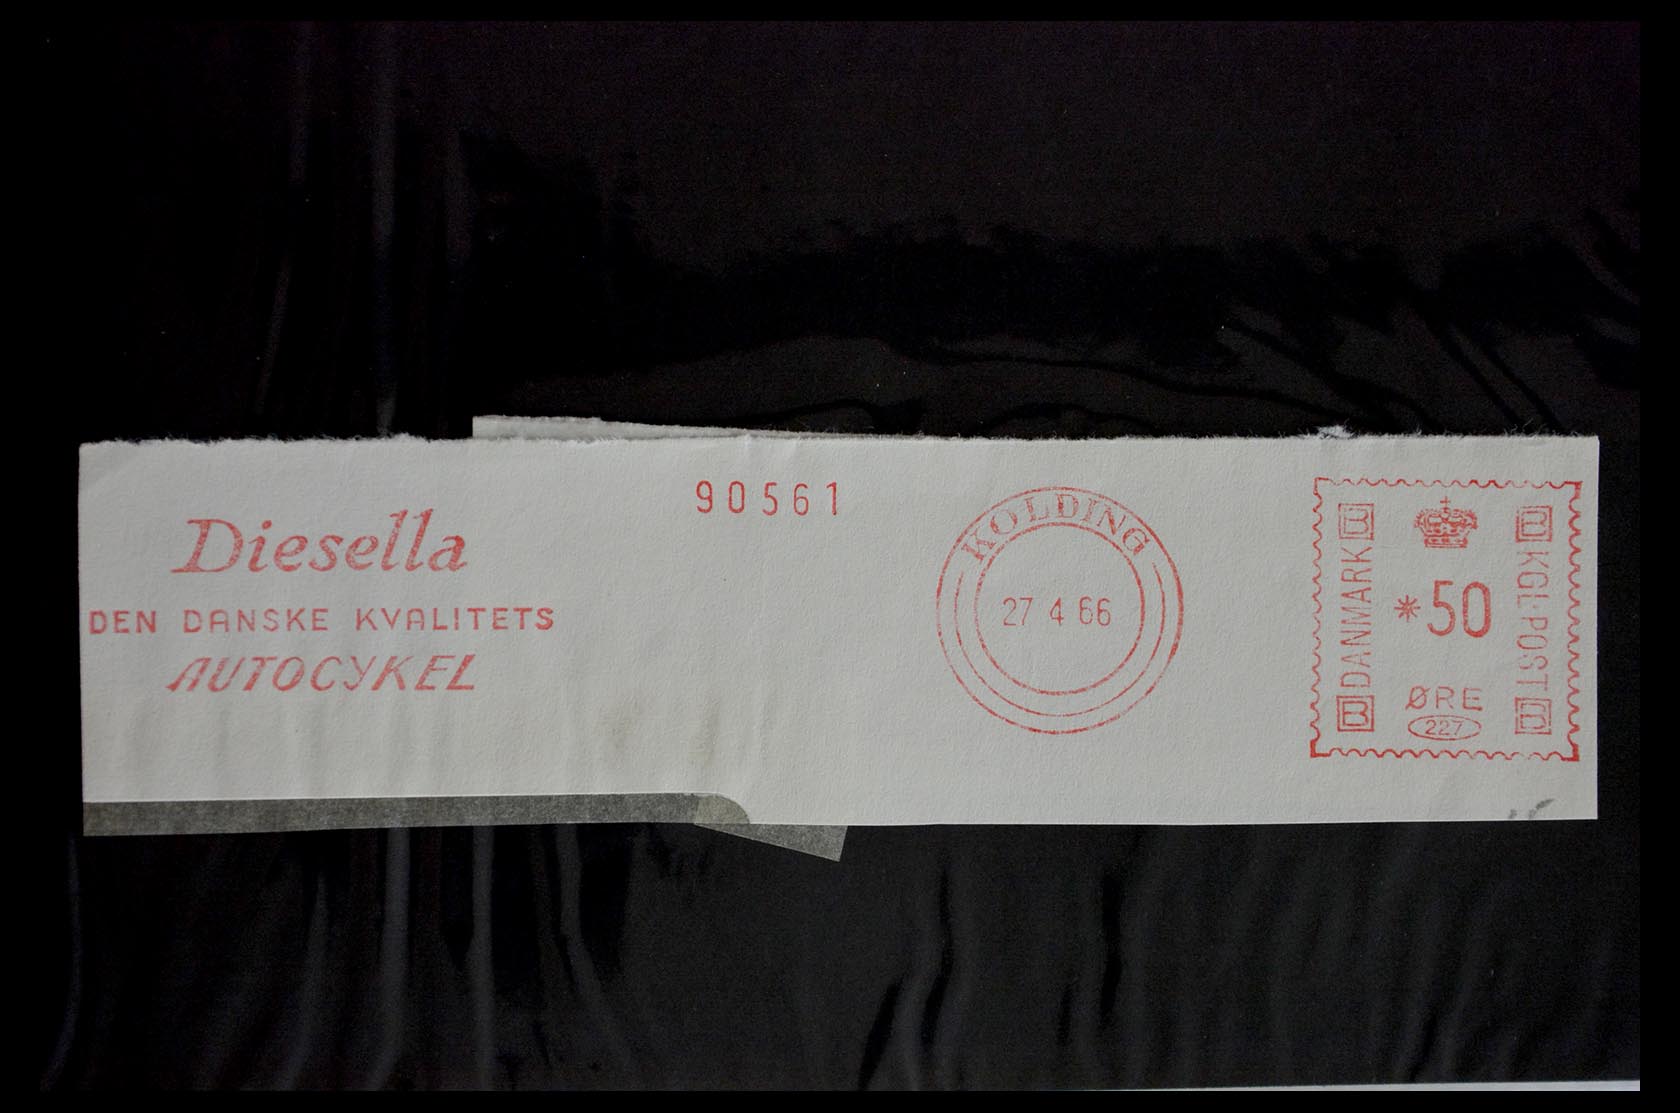 Diesella
DEN DANSKE KVALITETS
AUTOCYKEL
90561
KOLDING
27 4 66
B DANMARK B
*50
ØRE
227
B KGL·POST B